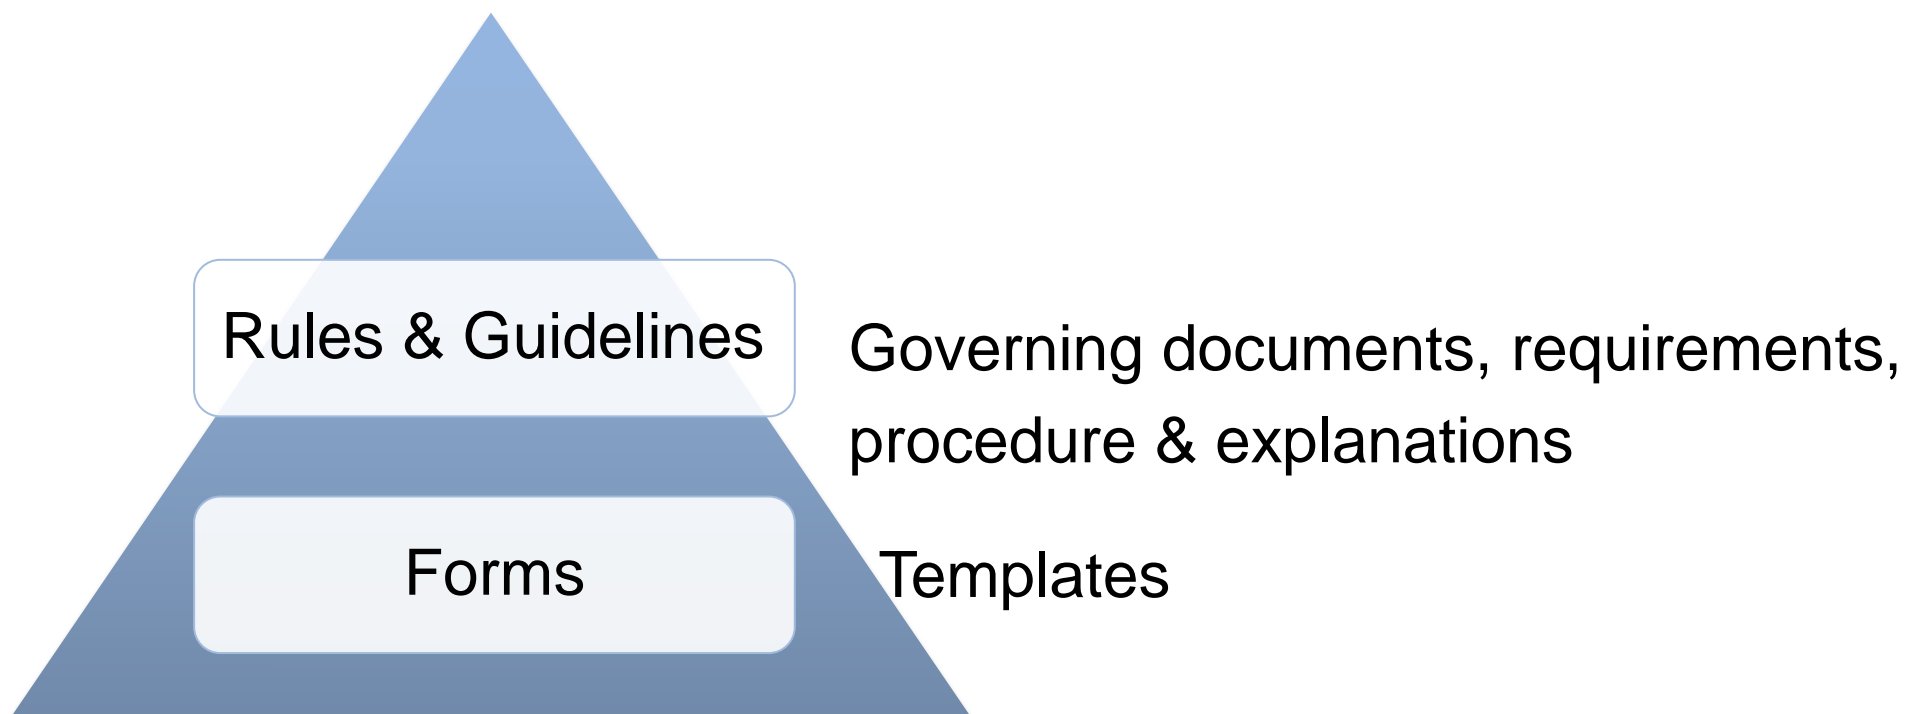 Rules & Guidelines
Governing documents, requirements,
procedure & explanations
Forms
Templates